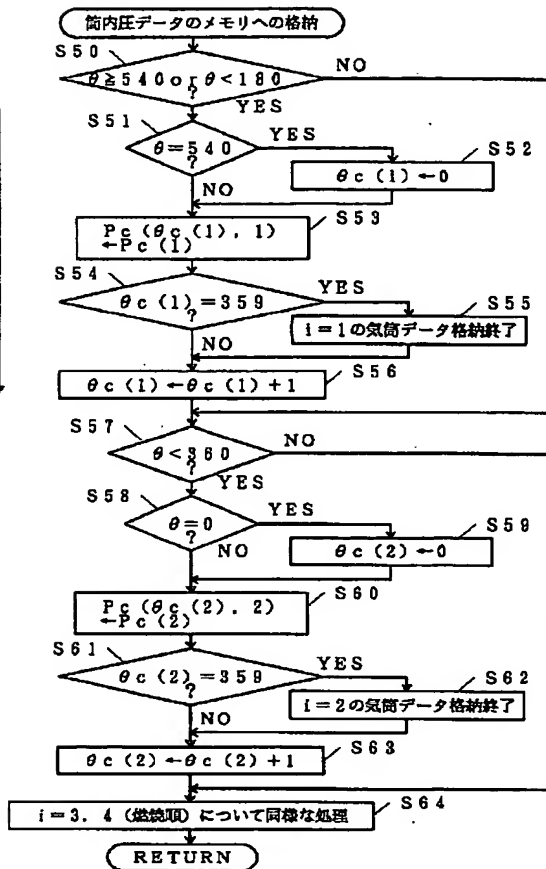 筒内圧データのメモリへの格納
S50
θ≧540 or θ<180
?
NO
YES
S51
θ=540
?
YES
NO
S52
θc(1)←0
S53
Pc(θc(1), 1)
←Pc(1)
S54
θc(1)=359
?
YES
NO
S55
i=1の気筒データ格納終了
S56
θc(1)←θc(1)+1
S57
θ<360
?
NO
YES
S58
θ=0
?
YES
NO
S59
θc(2)←0
S60
Pc(θc(2), 2)
←Pc(2)
S61
θc(2)=359
?
YES
NO
S62
i=2の気筒データ格納終了
S63
θc(2)←θc(2)+1
S64
i=3, 4(燃焼順)について同様な処理
RETURN